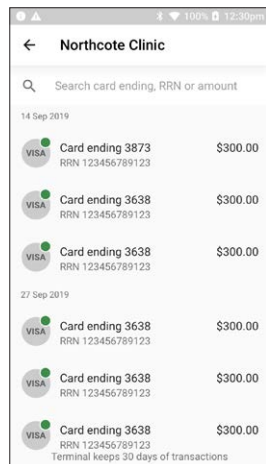 100% 12:30pm
Northcote Clinic
Search card ending, RRN or amount
14 Sep 2019
VISA Card ending 3873 $300.00
RRN 123456789123
VISA Card ending 3638 $300.00
RRN 123456789123
VISA Card ending 3638 $300.00
RRN 123456789123
27 Sep 2019
VISA Card ending 3638 $300.00
RRN 123456789123
VISA Card ending 3638 $300.00
RRN 123456789123
VISA Card ending 3638 $300.00
RRN 123456789123
Terminal keeps 30 days of transactions